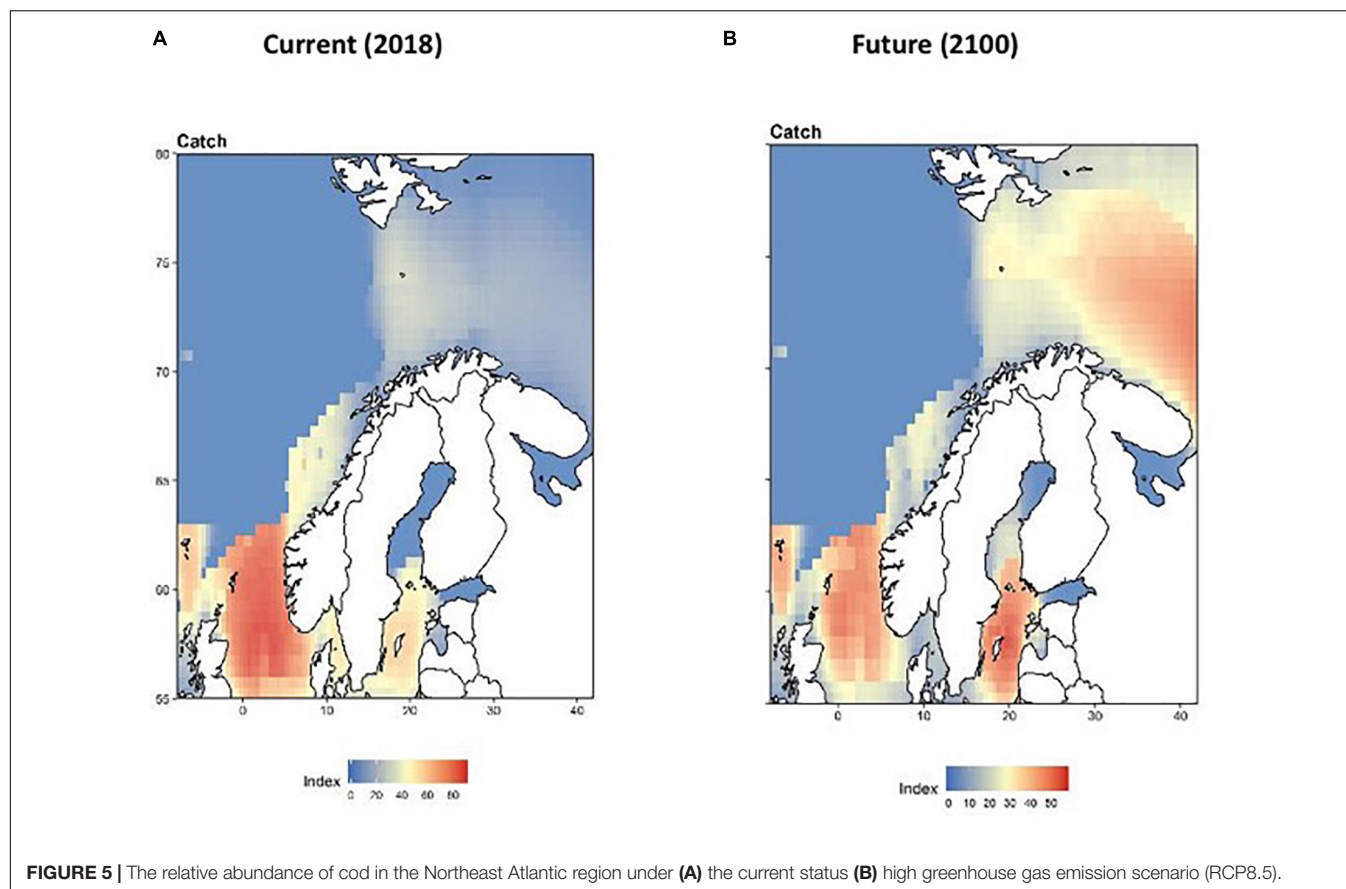 A
Current (2018)
B
Future (2100)
Catch
80
75
70
65
60
55
0 10 20 30 40
Index
0 20 40 60 80
Catch
0 10 20 30 40
Index
0 10 20 30 40 50
FIGURE 5 | The relative abundance of cod in the Northeast Atlantic region under (A) the current status (B) high greenhouse gas emission scenario (RCP8.5).